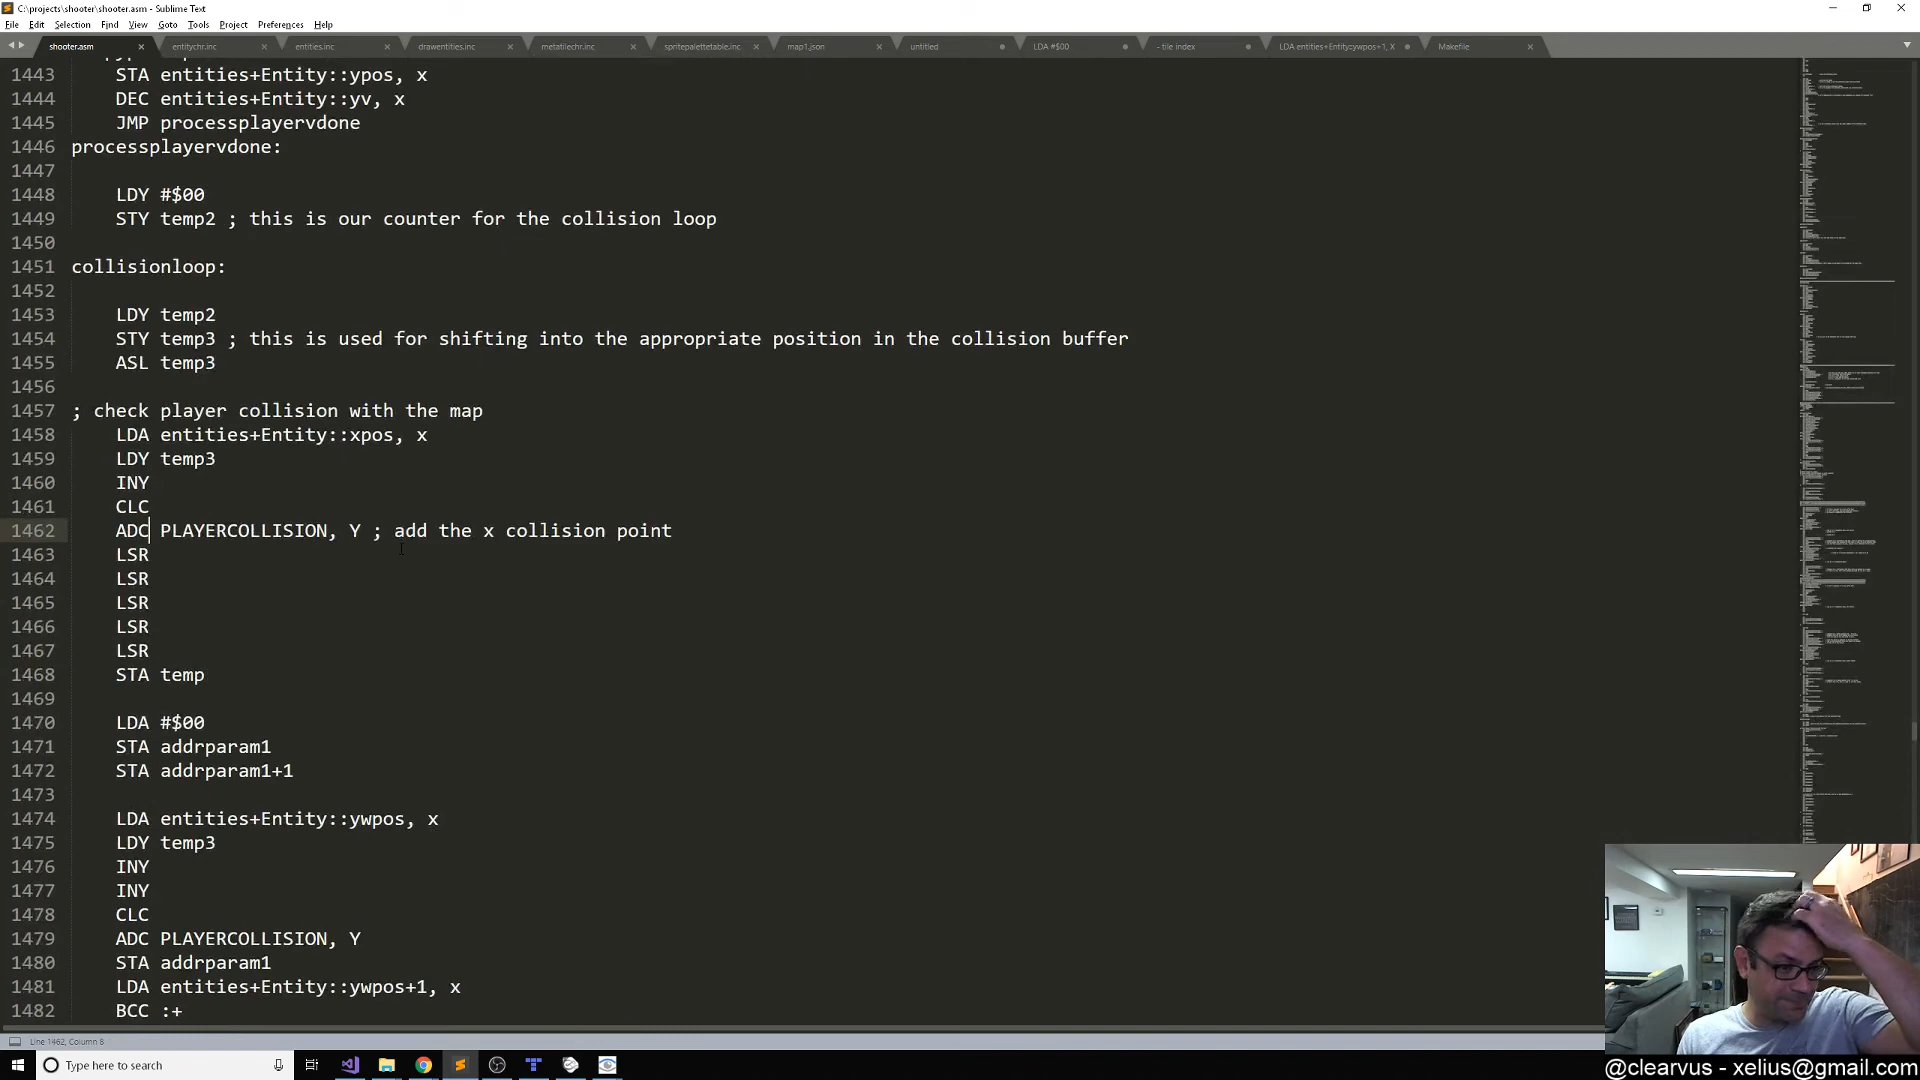 C:\projects\shooter\shooter.asm - Sublime Text
File Edit Selection Find View Goto Tools Project Preferences Help
shooter.asm entitychr.inc entities.inc drawentities.inc metatilechr.inc spritepalettetable.inc map1.json untitled LDA #$00 - tile index LDA entities+Entity:ywpos+1, X Makefile
1443 STA entities+Entity::ypos, x
1444 DEC entities+Entity::yv, x
1445 JMP processplayervdone
1446 processplayervdone:
1447
1448 LDY #$00
1449 STY temp2 ; this is our counter for the collision loop
1450
1451 collisionloop:
1452
1453 LDY temp2
1454 STY temp3 ; this is used for shifting into the appropriate position in the collision buffer
1455 ASL temp3
1456
1457 ; check player collision with the map
1458 LDA entities+Entity::xpos, x
1459 LDY temp3
1460 INY
1461 CLC
1462 ADC PLAYERCOLLISION, Y ; add the x collision point
1463 LSR
1464 LSR
1465 LSR
1466 LSR
1467 LSR
1468 STA temp
1469
1470 LDA #$00
1471 STA addrparam1
1472 STA addrparam1+1
1473
1474 LDA entities+Entity::ywpos, x
1475 LDY temp3
1476 INY
1477 INY
1478 CLC
1479 ADC PLAYERCOLLISION, Y
1480 STA addrparam1
1481 LDA entities+Entity::ywpos+1, x
1482 BCC :+
Line 1462, Column 8
Type here to search
@clearvus - xelius@gmail.com